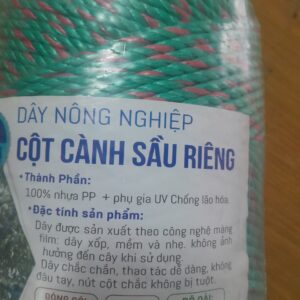 DÂY NÔNG NGHIỆP
CỘT CÀNH SẦU RIÊNG
•Thành Phần:
100% nhựa PP + phụ gia UV Chống lão hóa.
•Đặc tính sản phẩm:
Dây được sản xuất theo công nghệ màng
film: dây xốp, mềm và nhẹ. không ảnh
hưởng đến cây khi sử dụng.
Dây chắc chắn, thao tác dễ dàng, không
đau tay, nút cột chắc không bị tuột.